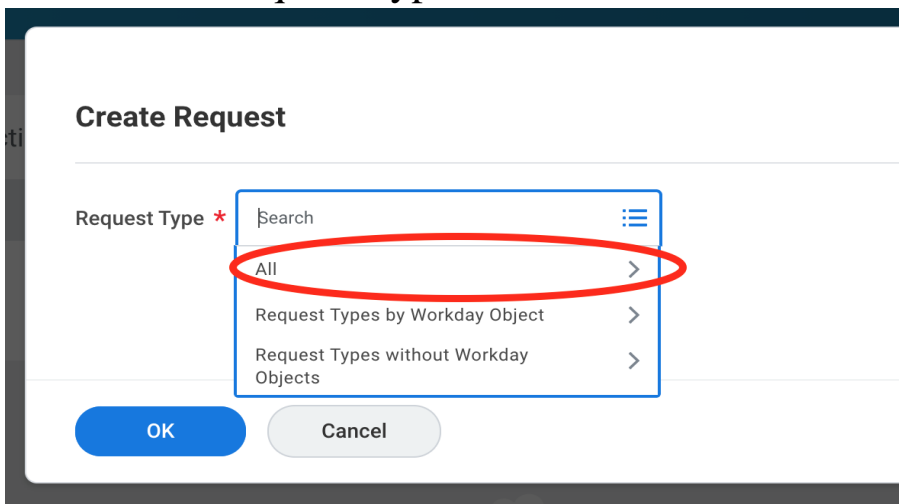 Create Request
Request Type *
Search
All
Request Types by Workday Object
Request Types without Workday
Objects
OK
Cancel